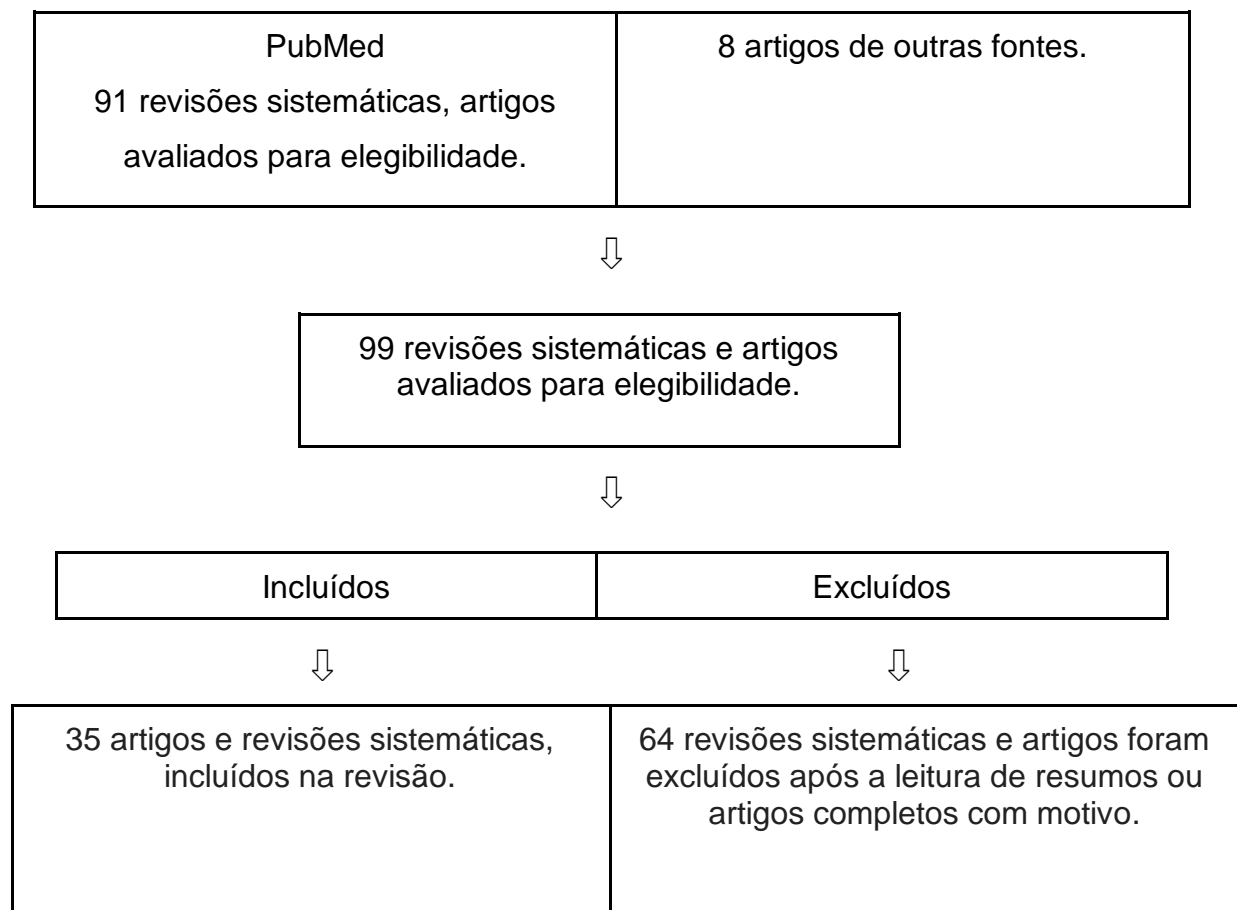 PubMed
91 revisões sistemáticas, artigos
avaliados para elegibilidade.
8 artigos de outras fontes.
99 revisões sistemáticas e artigos
avaliados para elegibilidade.
Incluídos
Excluídos
35 artigos e revisões sistemáticas,
incluídos na revisão.
64 revisões sistemáticas e artigos foram
excluídos após a leitura de resumos ou
artigos completos com motivo.